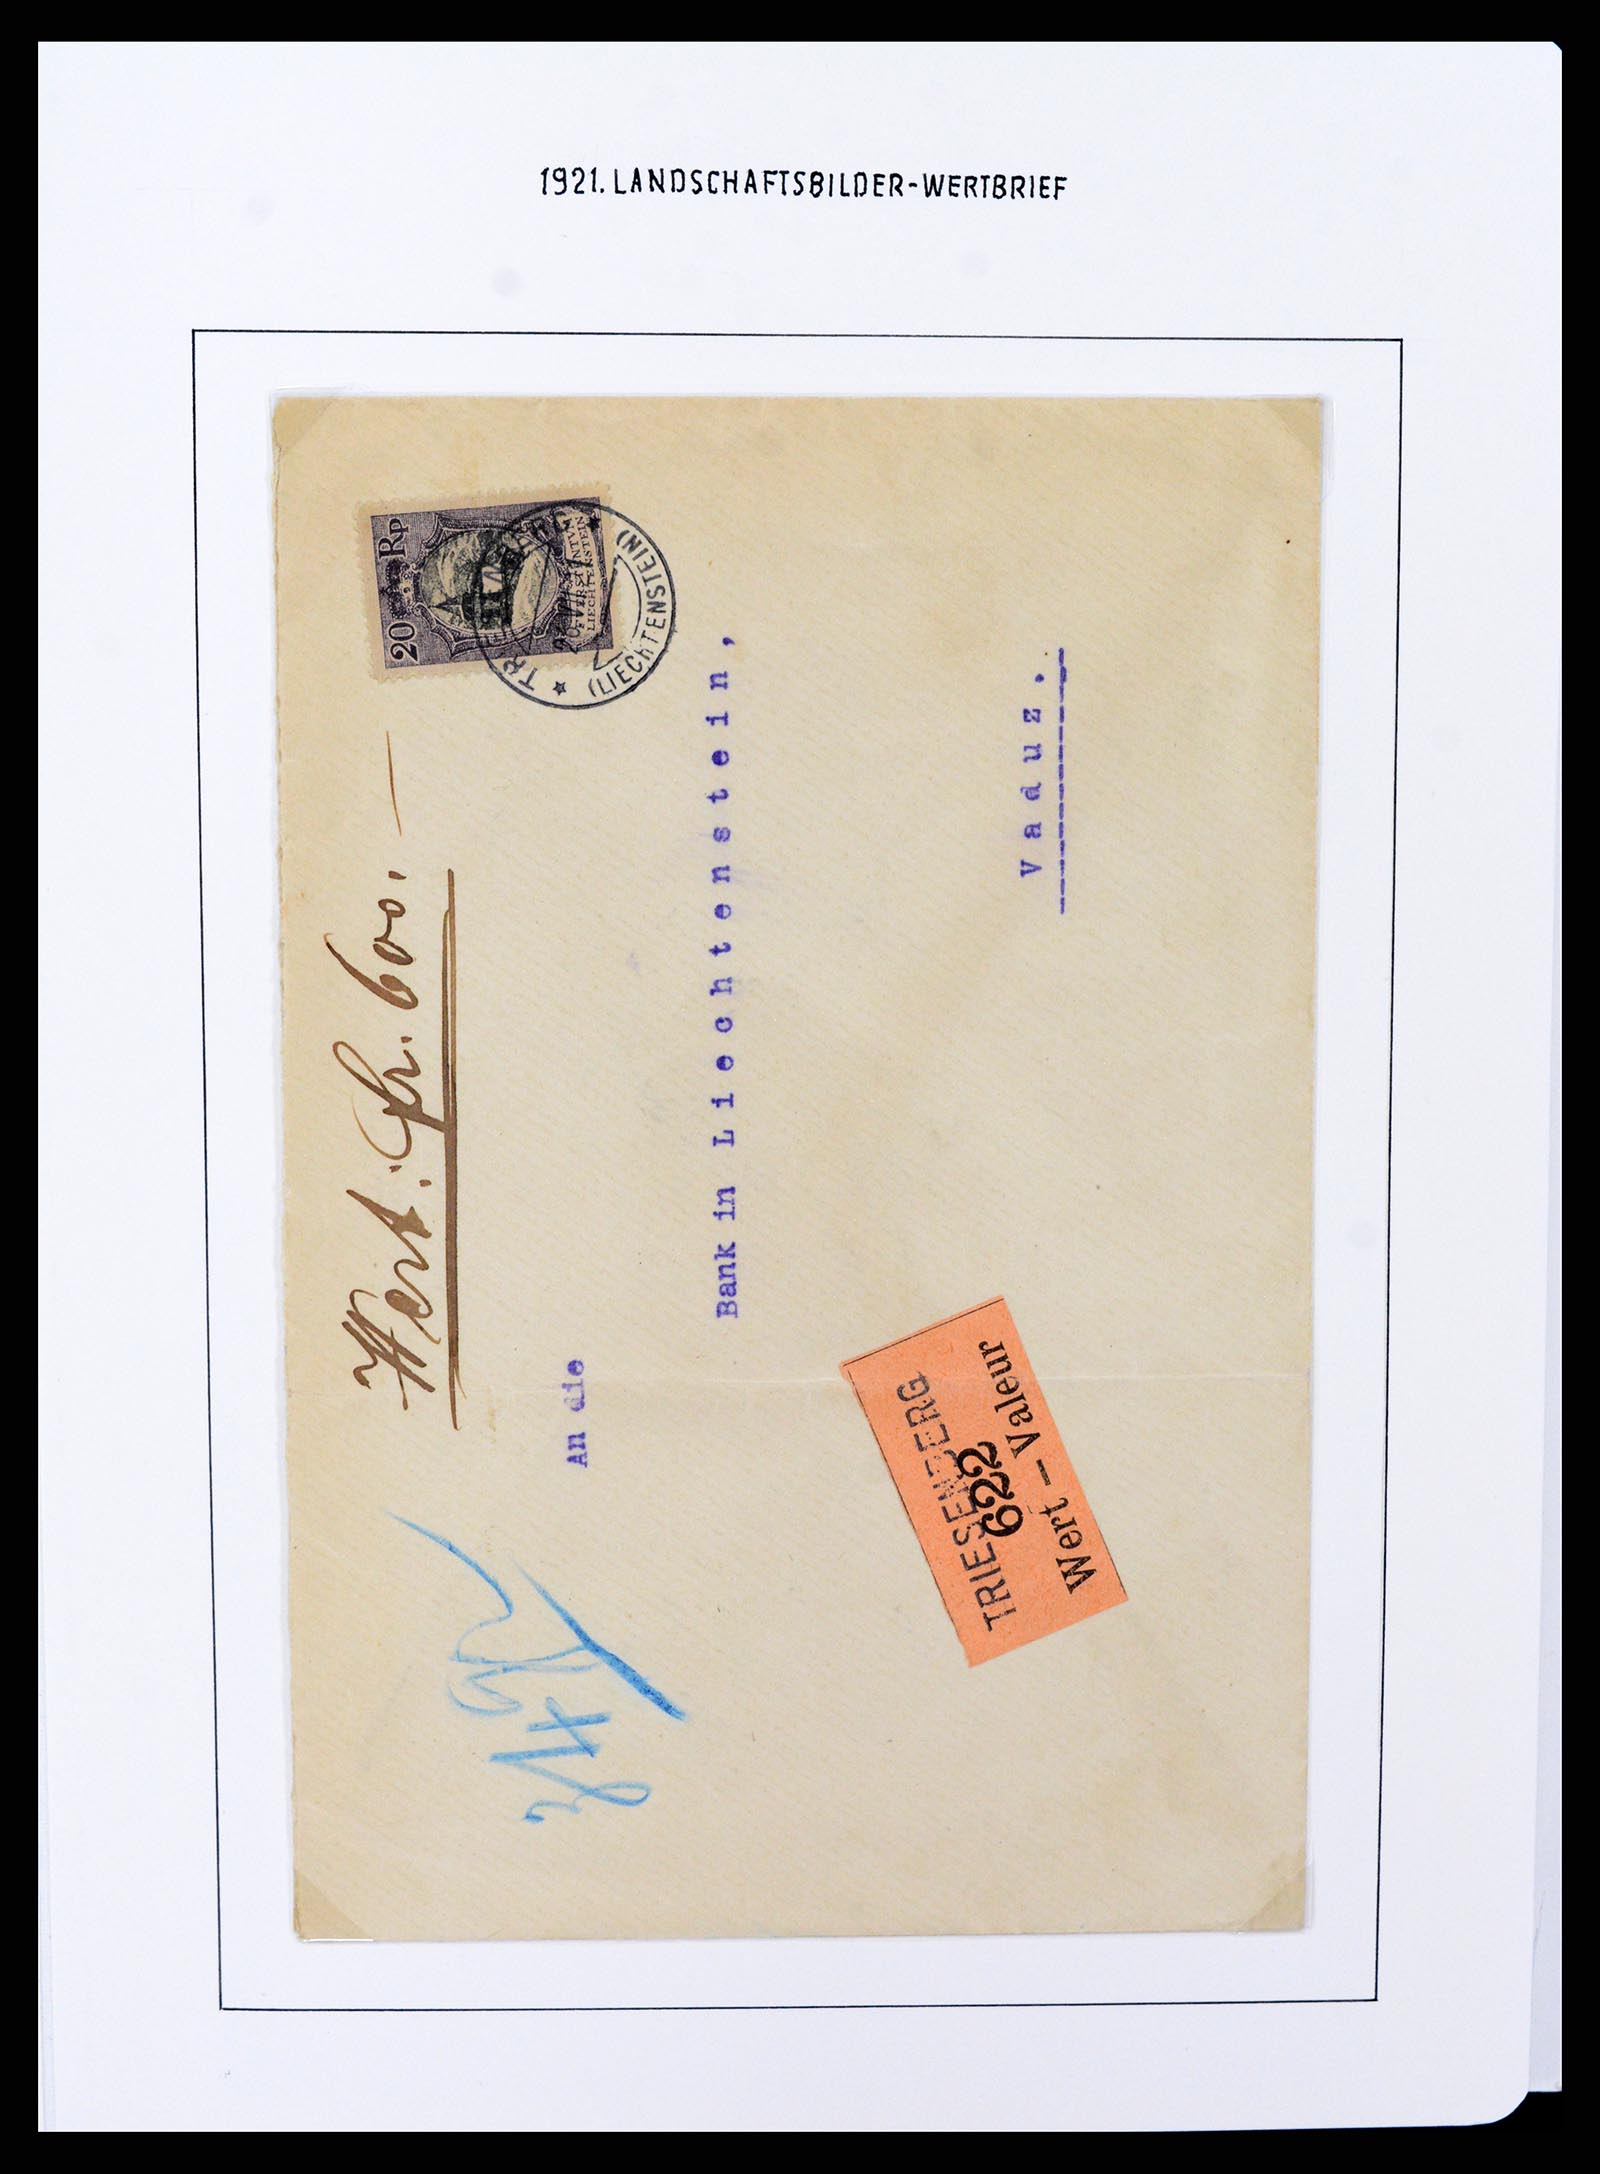 1921. LANDSCHAFTSBILDER-WERTBRIEF
20 Rp
FVERSTENTVM
LIECHTENSTEIN
(LIECHTENSTEIN)
Wert: Fr. 600.—
An die
Bank in Liechtenstein,
Vaduz.
TRIESENBERG
622
Wert – Valeur